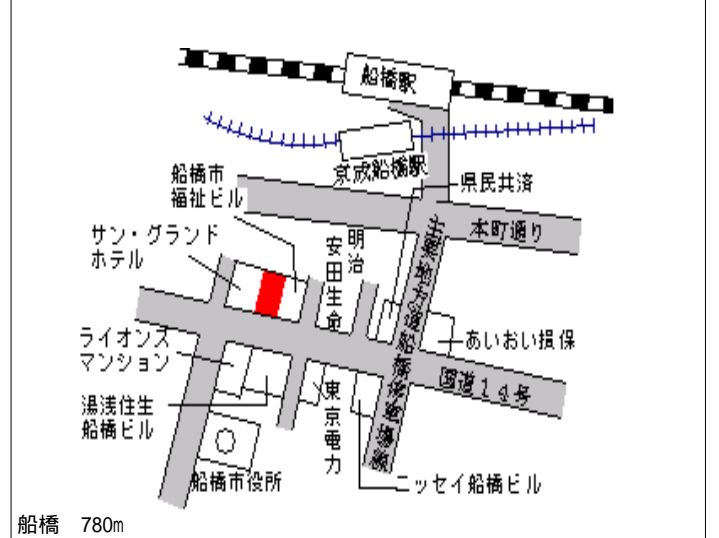 船橋駅
京成船橋駅
船橋市
福祉ビル
県民共済
本町通り
サン・グランド
ホテル
明治
安田生命
主要地方道船橋停車場線
ライオンズ
マンション
あいおい損保
国道14号
湯浅住生
船橋ビル
東京電力
船橋市役所
ニッセイ船橋ビル
船橋 780m